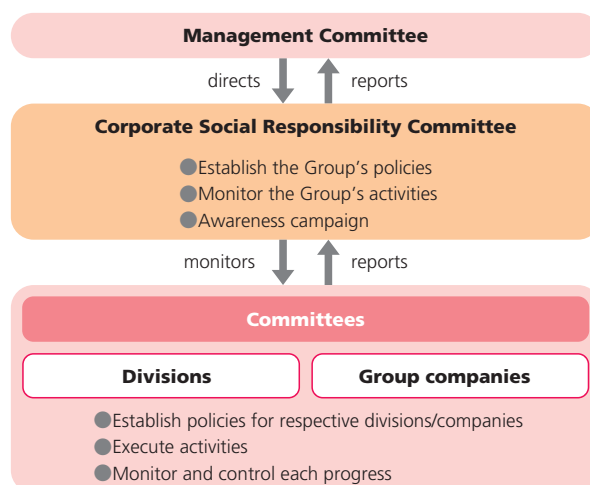 Management Committee
directs reports
Corporate Social Responsibility Committee
●Establish the Group's policies
●Monitor the Group's activities
●Awareness campaign
monitors reports
Committees
Divisions Group companies
●Establish policies for respective divisions/companies
●Execute activities
●Monitor and control each progress